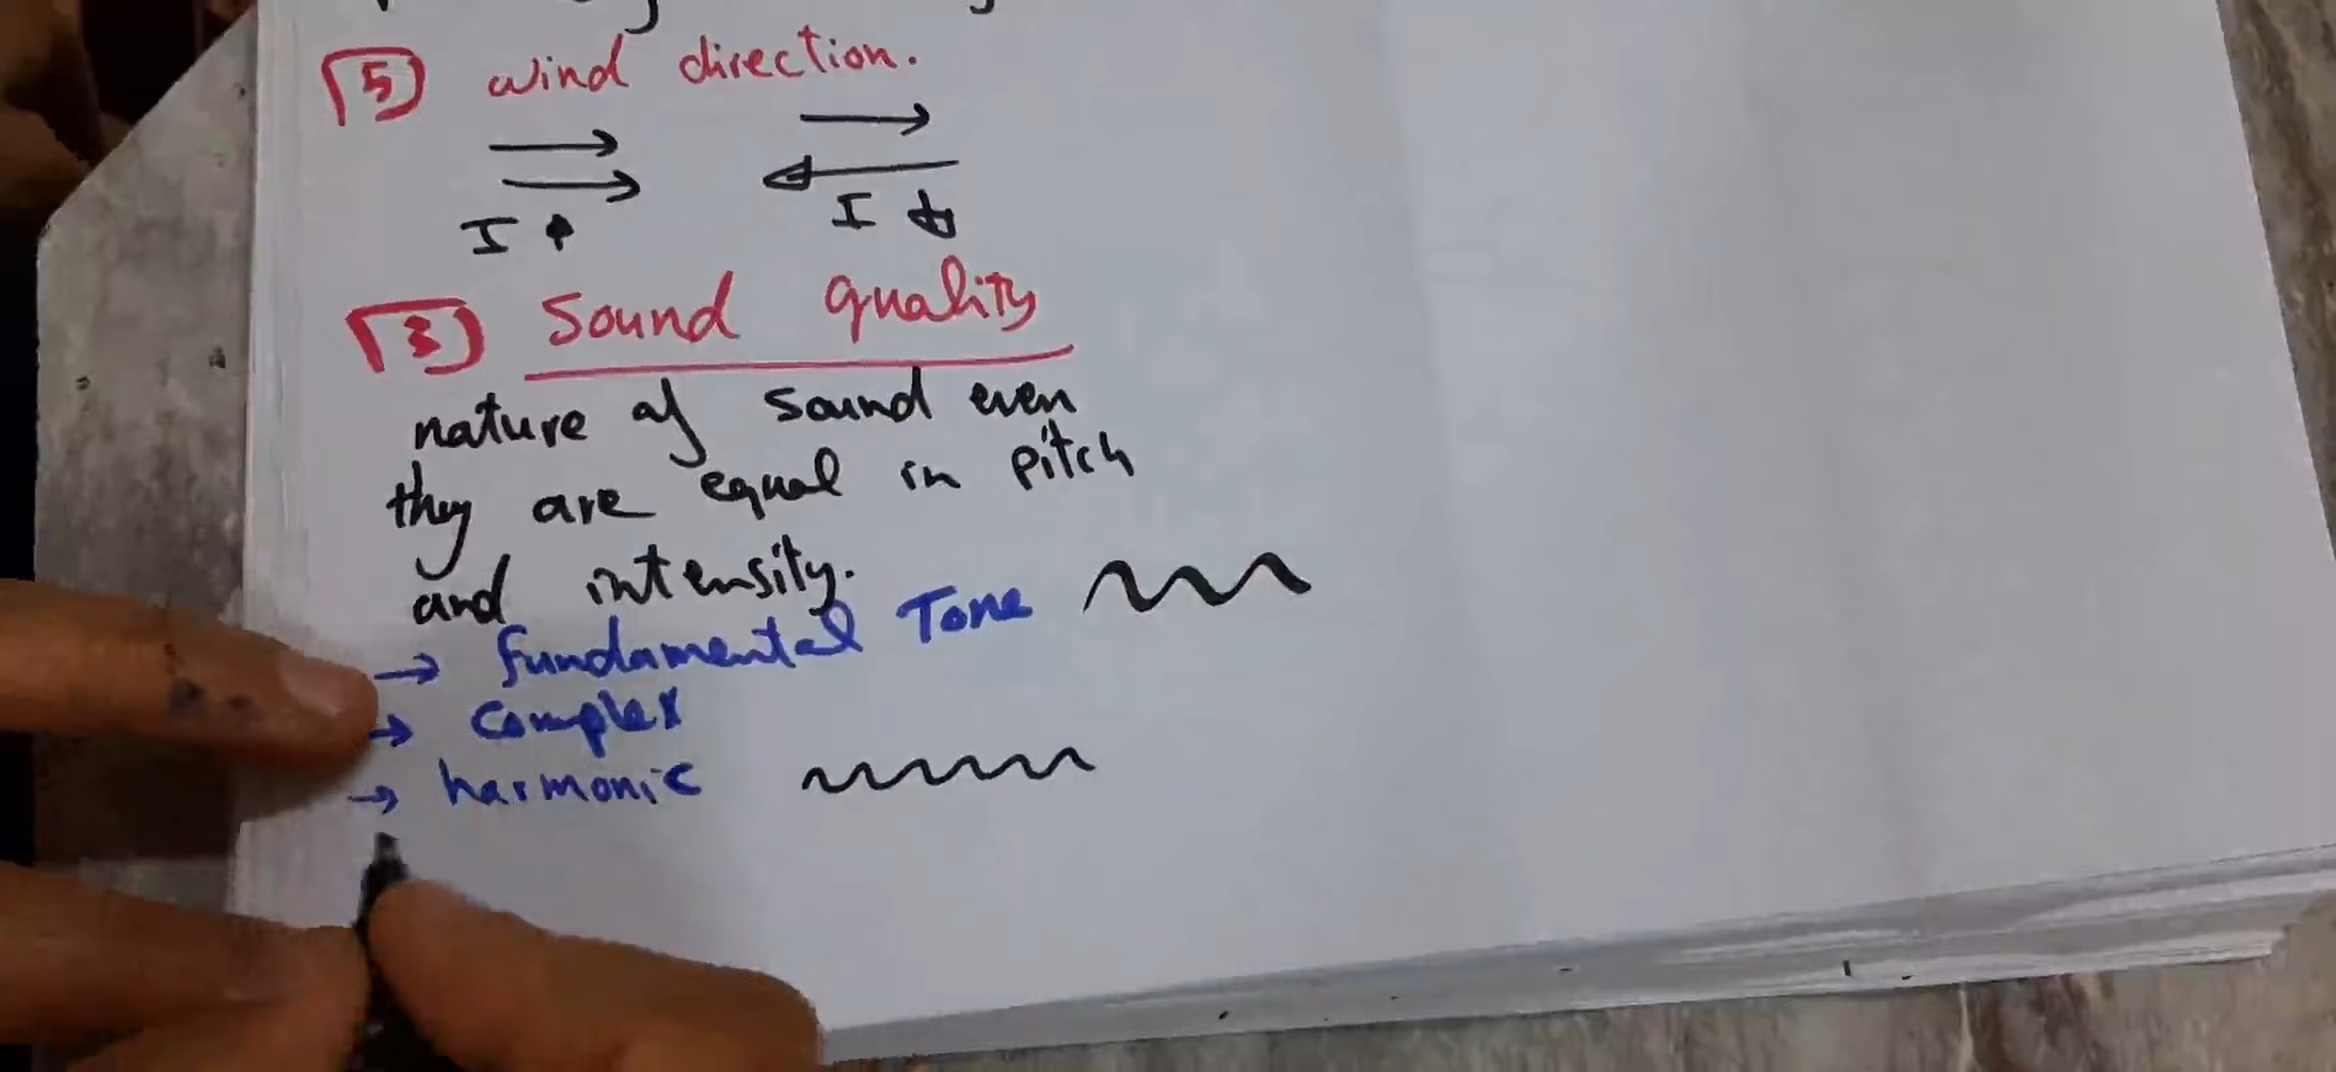 5 wind direction.
I ↑ I ↓
3 Sound quality
nature of sound even
they are equal in pitch
and intensity.
→ fundamental Tone
→ complex
→ harmonic